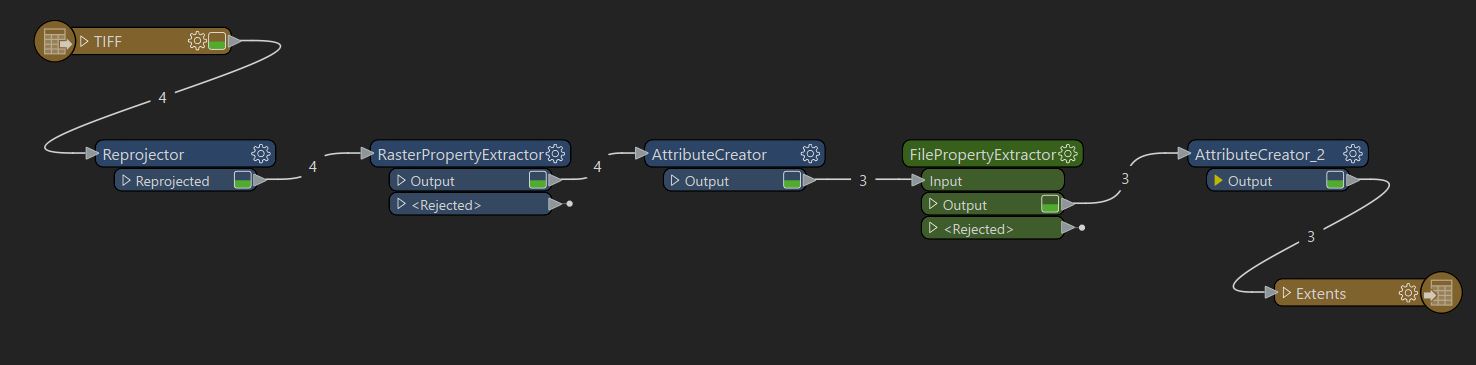 TIFF
4
Reprojector
Reprojected
4
RasterPropertyExtractor
Output
<Rejected>
4
AttributeCreator
Output
3
FilePropertyExtractor
Input
Output
<Rejected>
3
AttributeCreator_2
Output
3
Extents